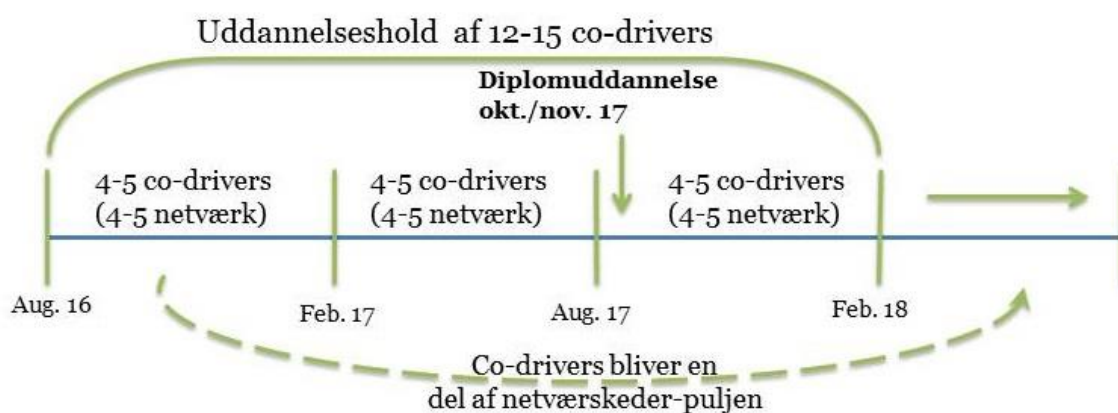 Uddannelseshold af 12-15 co-drivers
Diplomuddannelse
okt./nov. 17
4-5 co-drivers
(4-5 netværk)
4-5 co-drivers
(4-5 netværk)
4-5 co-drivers
(4-5 netværk)
Aug. 16
Feb. 17
Aug. 17
Feb. 18
Co-drivers bliver en
del af netværskeder-puljen